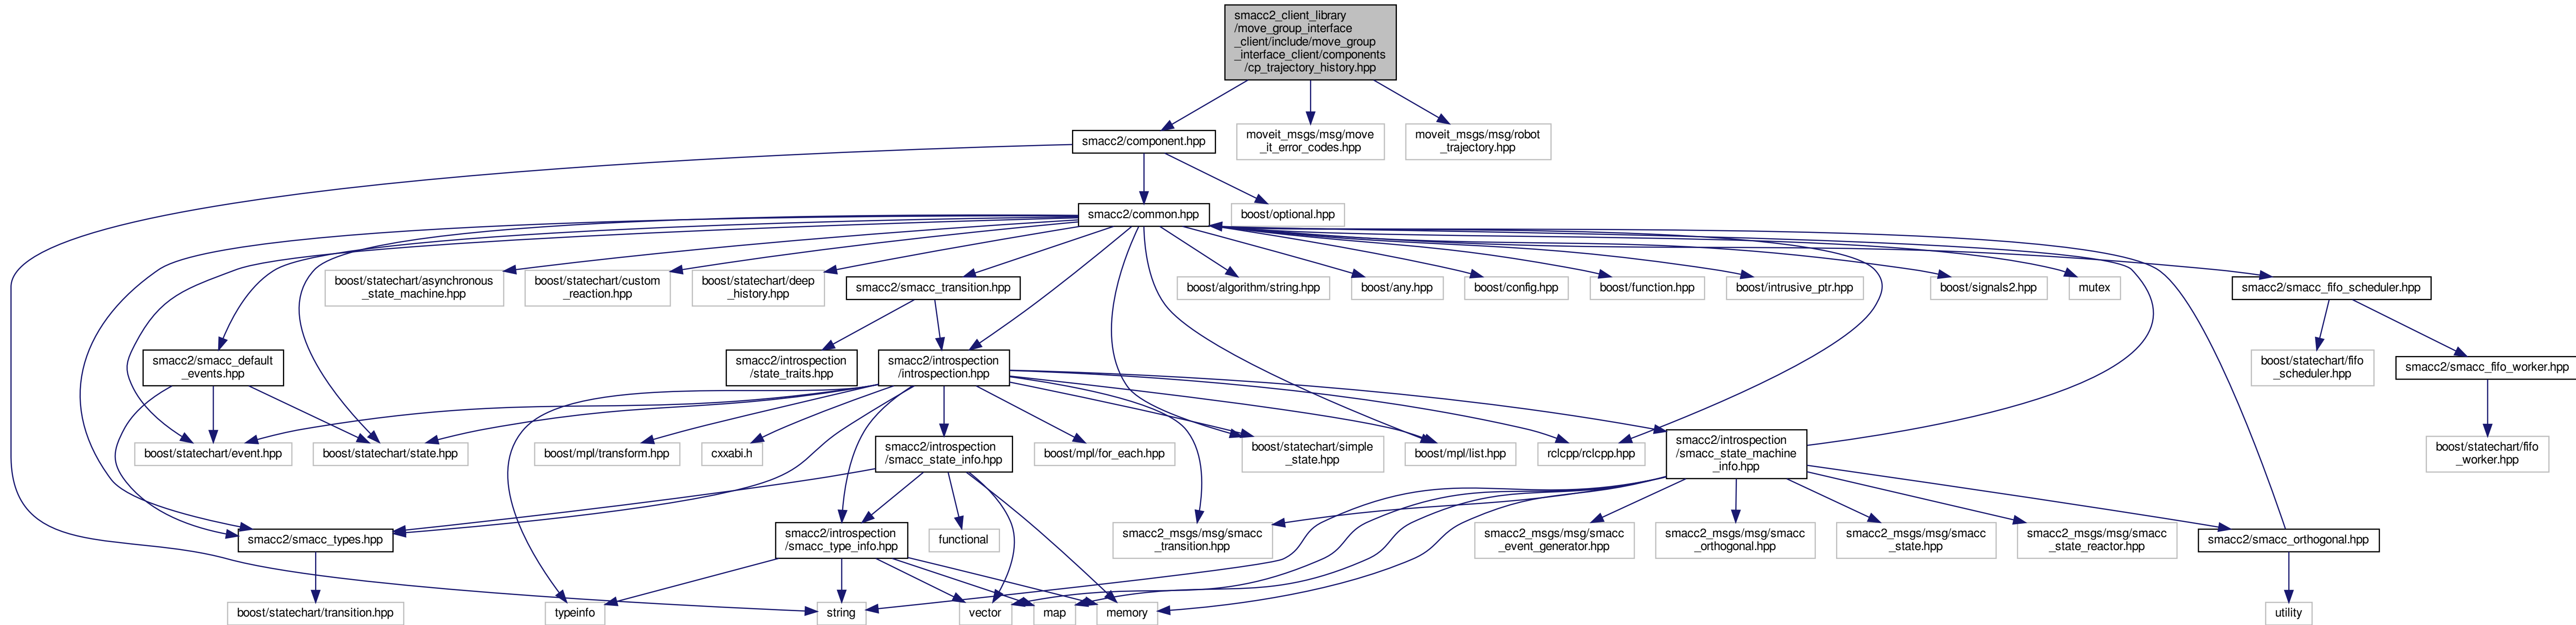 smacc2_client_library
/move_group_interface
_client/include/move_group
_interface_client/components
/cp_trajectory_history.hpp
smacc2/component.hpp
moveit_msgs/msg/move
_it_error_codes.hpp
moveit_msgs/msg/robot
_trajectory.hpp
smacc2/common.hpp
boost/optional.hpp
boost/statechart/asynchronous
_state_machine.hpp
boost/statechart/custom
_reaction.hpp
boost/statechart/deep
_history.hpp
smacc2/smacc_transition.hpp
boost/algorithm/string.hpp
boost/any.hpp
boost/config.hpp
boost/function.hpp
boost/intrusive_ptr.hpp
boost/signals2.hpp
mutex
smacc2/smacc_fifo_scheduler.hpp
smacc2/smacc_default
_events.hpp
smacc2/introspection
/state_traits.hpp
smacc2/introspection
/introspection.hpp
boost/statechart/fifo
_scheduler.hpp
smacc2/smacc_fifo_worker.hpp
boost/statechart/event.hpp
boost/statechart/state.hpp
boost/mpl/transform.hpp
cxxabi.h
smacc2/introspection
/smacc_state_info.hpp
boost/mpl/for_each.hpp
boost/statechart/simple
_state.hpp
boost/mpl/list.hpp
rclcpp/rclcpp.hpp
smacc2/introspection
/smacc_state_machine
_info.hpp
boost/statechart/fifo
_worker.hpp
smacc2/smacc_types.hpp
smacc2/introspection
/smacc_type_info.hpp
functional
smacc2_msgs/msg/smacc
_transition.hpp
smacc2_msgs/msg/smacc
_event_generator.hpp
smacc2_msgs/msg/smacc
_orthogonal.hpp
smacc2_msgs/msg/smacc
_state.hpp
smacc2_msgs/msg/smacc
_state_reactor.hpp
smacc2/smacc_orthogonal.hpp
boost/statechart/transition.hpp
typeinfo
string
vector
map
memory
utility